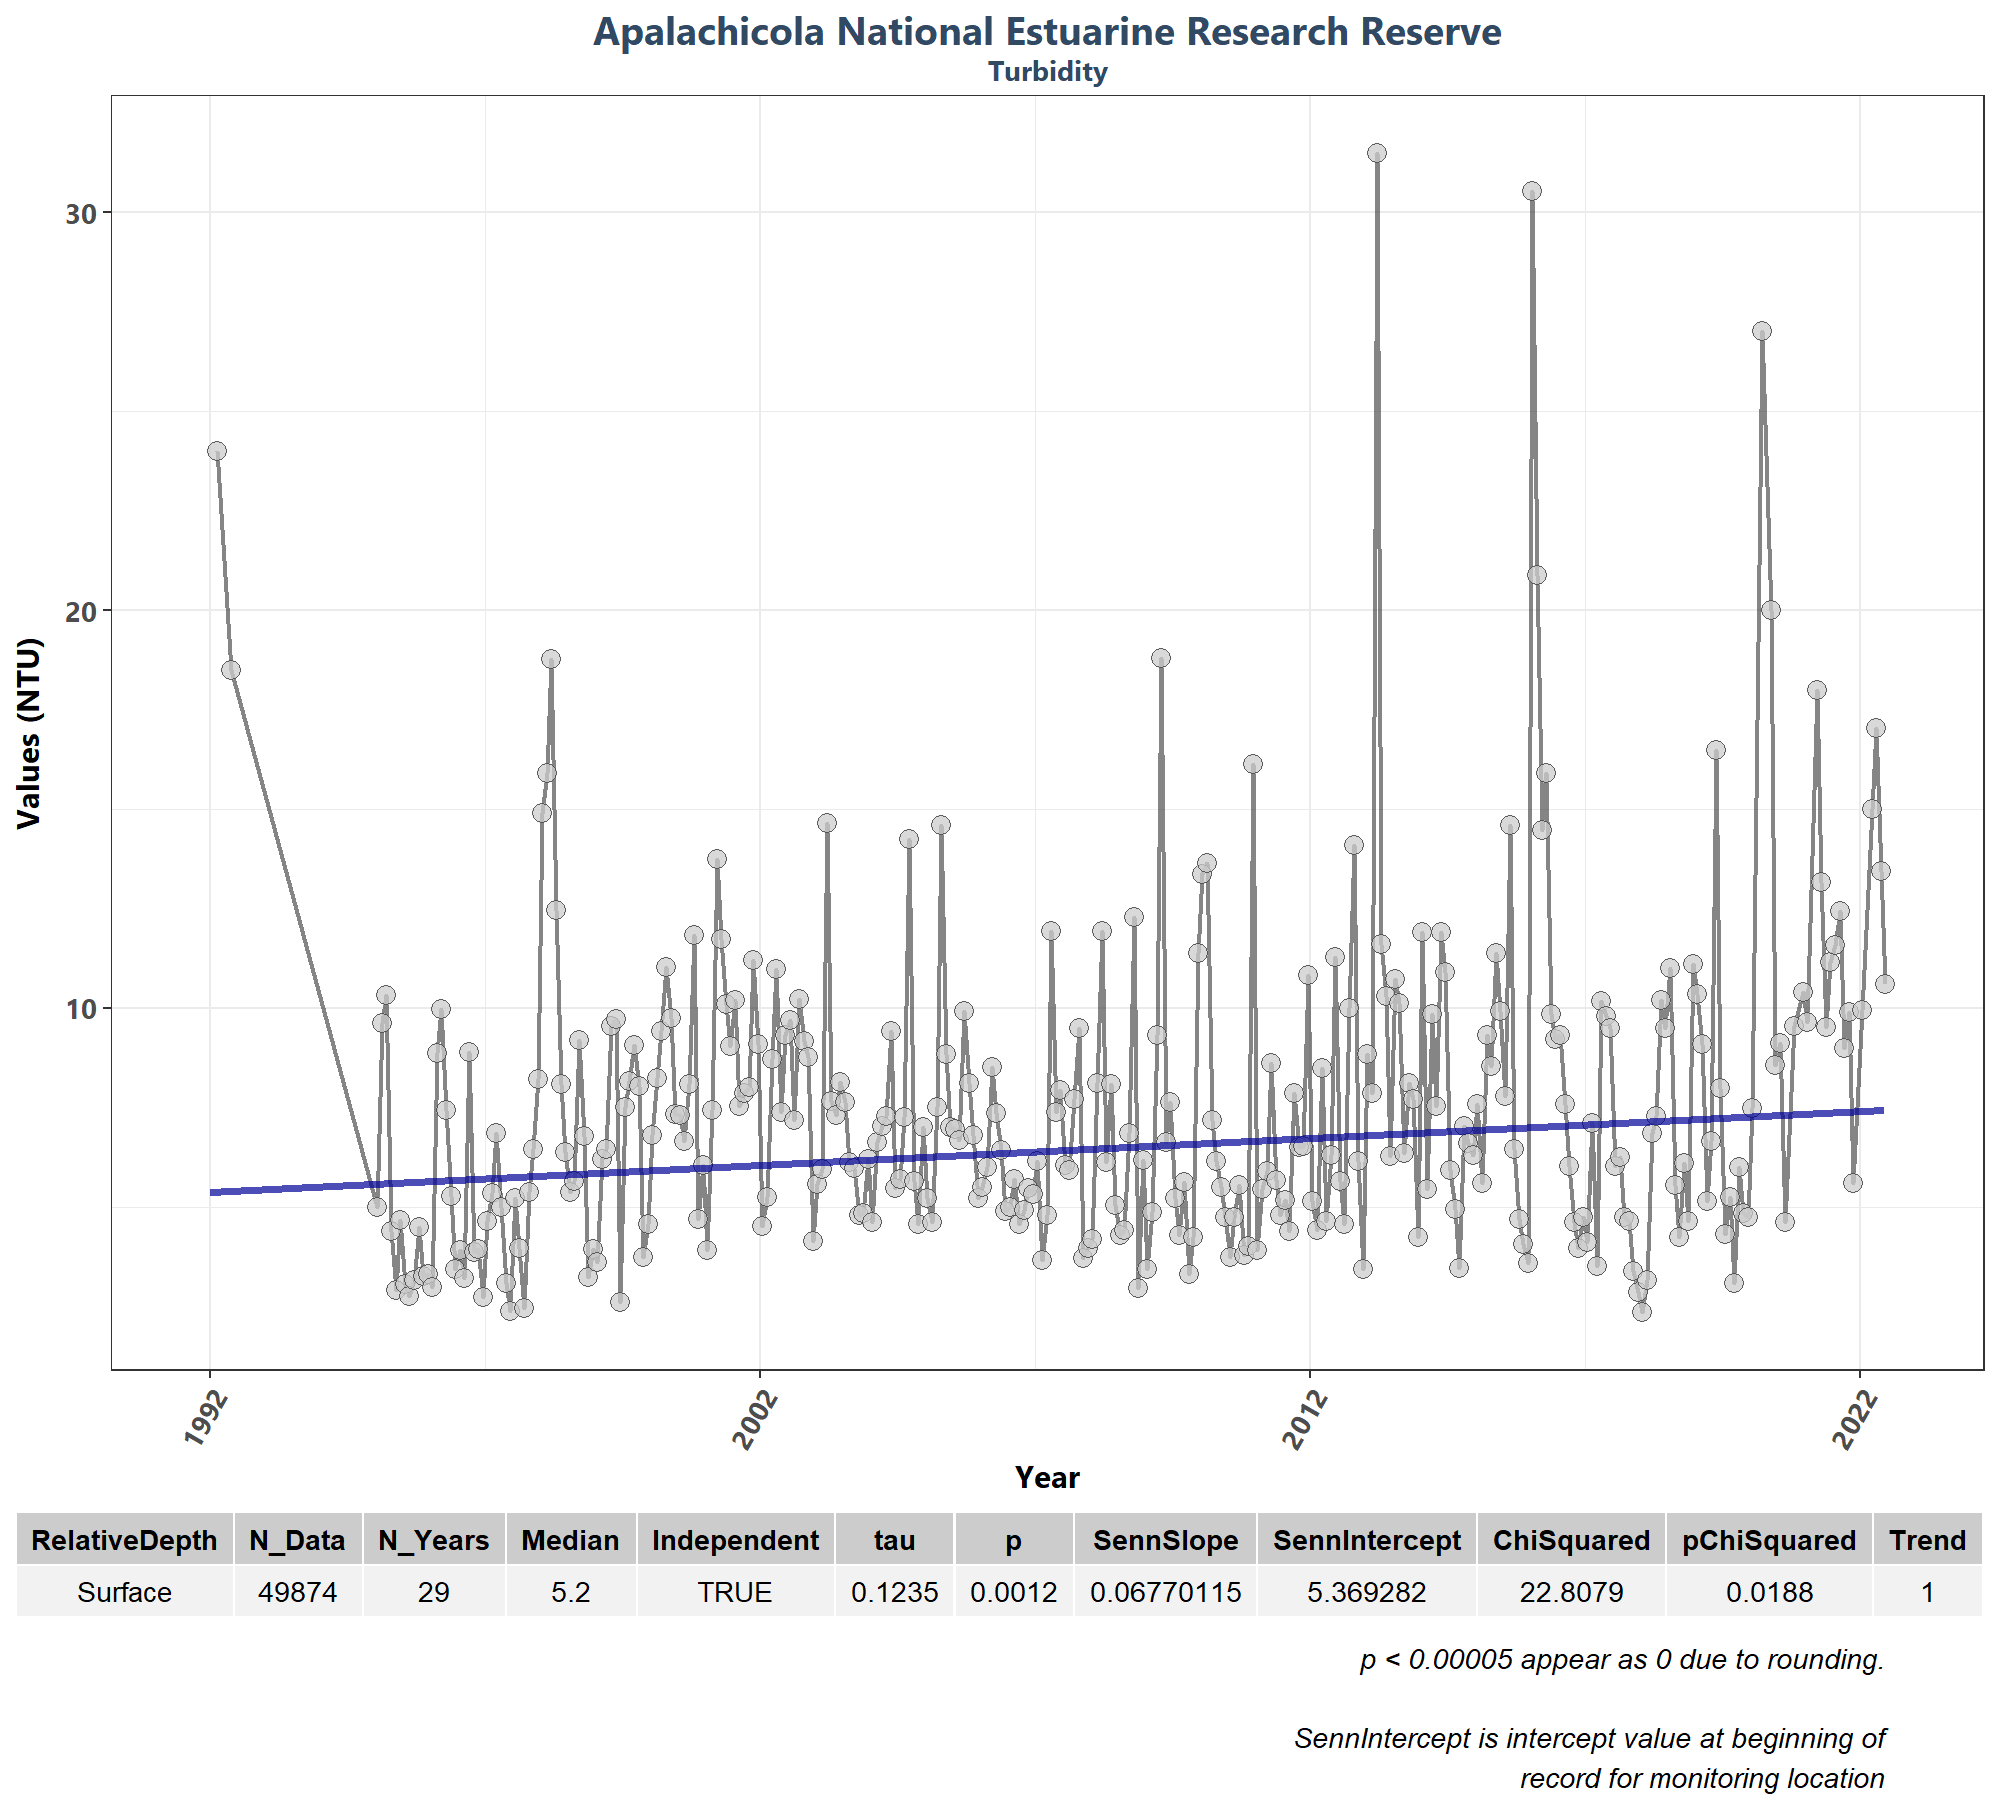 Apalachicola National Estuarine Research Reserve
Turbidity
Values (NTU)
30
20
10
1992
2002
2012
2022
Year
RelativeDepth N_Data N_Years Median Independent tau p SennSlope SennIntercept ChiSquared pChiSquared Trend
Surface 49874 29 5.2 TRUE 0.1235 0.0012 0.06770115 5.369282 22.8079 0.0188 1
p < 0.00005 appear as 0 due to rounding.
SennIntercept is intercept value at beginning of
record for monitoring location